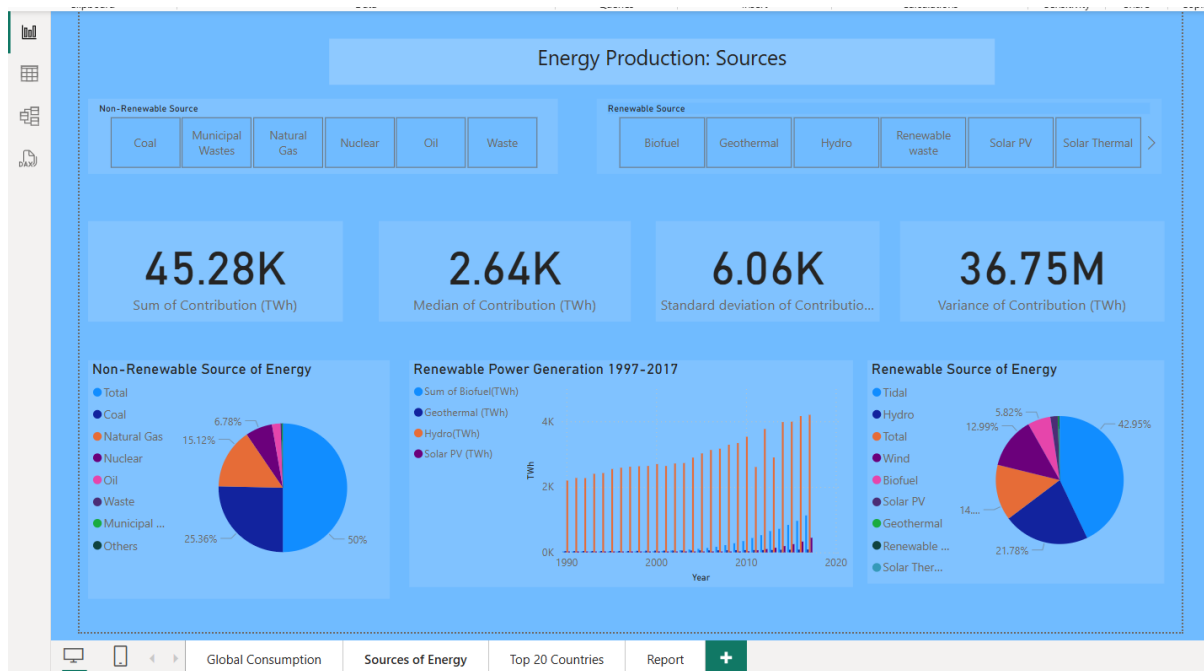 Energy Production: Sources
Non-Renewable Source
Coal
Municipal
Wastes
Natural
Gas
Nuclear
Oil
Waste
Renewable Source
Biofuel
Geothermal
Hydro
Renewable
waste
Solar PV
Solar Thermal
45.28K
Sum of Contribution (TWh)
2.64K
Median of Contribution (TWh)
6.06K
Standard deviation of Contributio...
36.75M
Variance of Contribution (TWh)
Non-Renewable Source of Energy
Total
Coal
Natural Gas
Nuclear
Oil
Waste
Municipal ...
Others
6.78%
15.12%
25.36%
50%
Renewable Power Generation 1997-2017
Sum of Biofuel(TWh)
Geothermal (TWh)
Hydro(TWh)
Solar PV (TWh)
TWh
4K
2K
0K
1990
2000
2010
2020
Year
Renewable Source of Energy
Tidal
Hydro
Total
Wind
Biofuel
Solar PV
Geothermal
Renewable ...
Solar Ther...
5.82%
12.99%
14....
21.78%
42.95%
DAX
Global Consumption
Sources of Energy
Top 20 Countries
Report
+